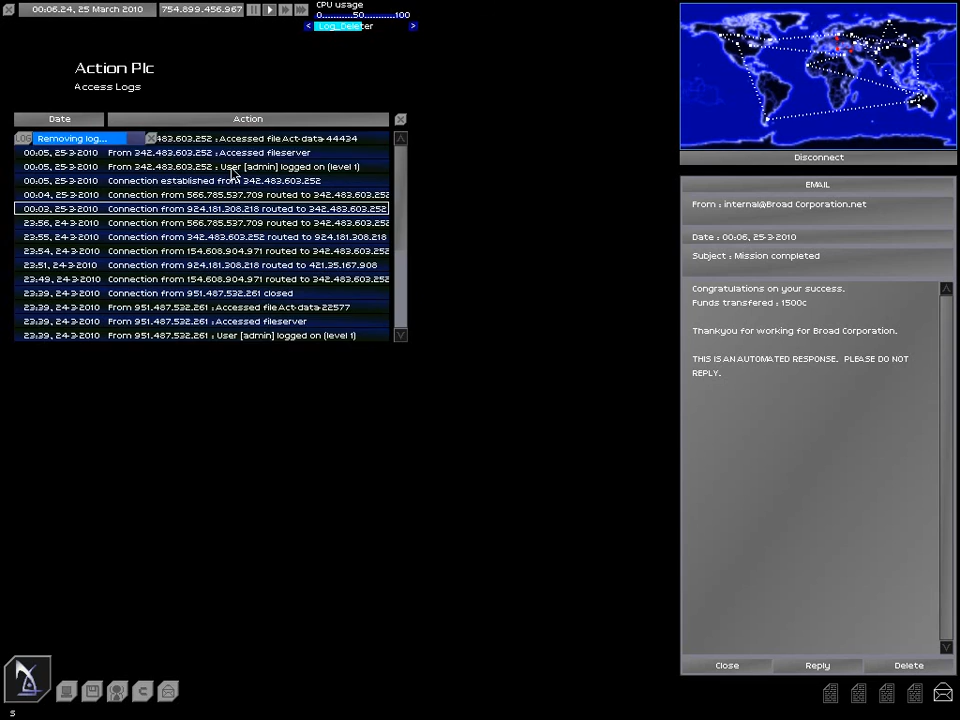 00:06.24, 25 March 2010
754.899.456.967
CPU usage
0.........50.........100
< Log_Deleter >
Action Plc
Access Logs
Date Action
LOG Removing log... 483.603.252 : Accessed file Act-data-44434
00:05, 25-3-2010 From 342.483.603.252 : Accessed fileserver
00:05, 25-3-2010 From 342.483.603.252 : User [admin] logged on (level 1)
00:05, 25-3-2010 Connection established from 342.483.603.252
00:04, 25-3-2010 Connection from 566.785.537.709 routed to 342.483.603.252
00:03, 25-3-2010 Connection from 924.181.308.218 routed to 342.483.603.252
23:56, 24-3-2010 Connection from 566.785.537.709 routed to 342.483.603.252
23:55, 24-3-2010 Connection from 342.483.603.252 routed to 924.181.308.218
23:54, 24-3-2010 Connection from 154.608.904.971 routed to 342.483.603.252
23:51, 24-3-2010 Connection from 924.181.308.218 routed to 421.35.167.908
23:49, 24-3-2010 Connection from 154.608.904.971 routed to 342.483.603.252
23:39, 24-3-2010 Connection from 951.487.532.261 closed
23:39, 24-3-2010 From 951.487.532.261 : Accessed file Act-data-22577
23:39, 24-3-2010 From 951.487.532.261 : Accessed fileserver
23:39, 24-3-2010 From 951.487.532.261 : User [admin] logged on (level 1)
Disconnect
EMAIL
From : internal@Broad Corporation.net
Date : 00:06, 25-3-2010
Subject : Mission completed
Congratulations on your success.
Funds transfered : 1500c
Thankyou for working for Broad Corporation.
THIS IS AN AUTOMATED RESPONSE. PLEASE DO NOT
REPLY.
Close Reply Delete
5